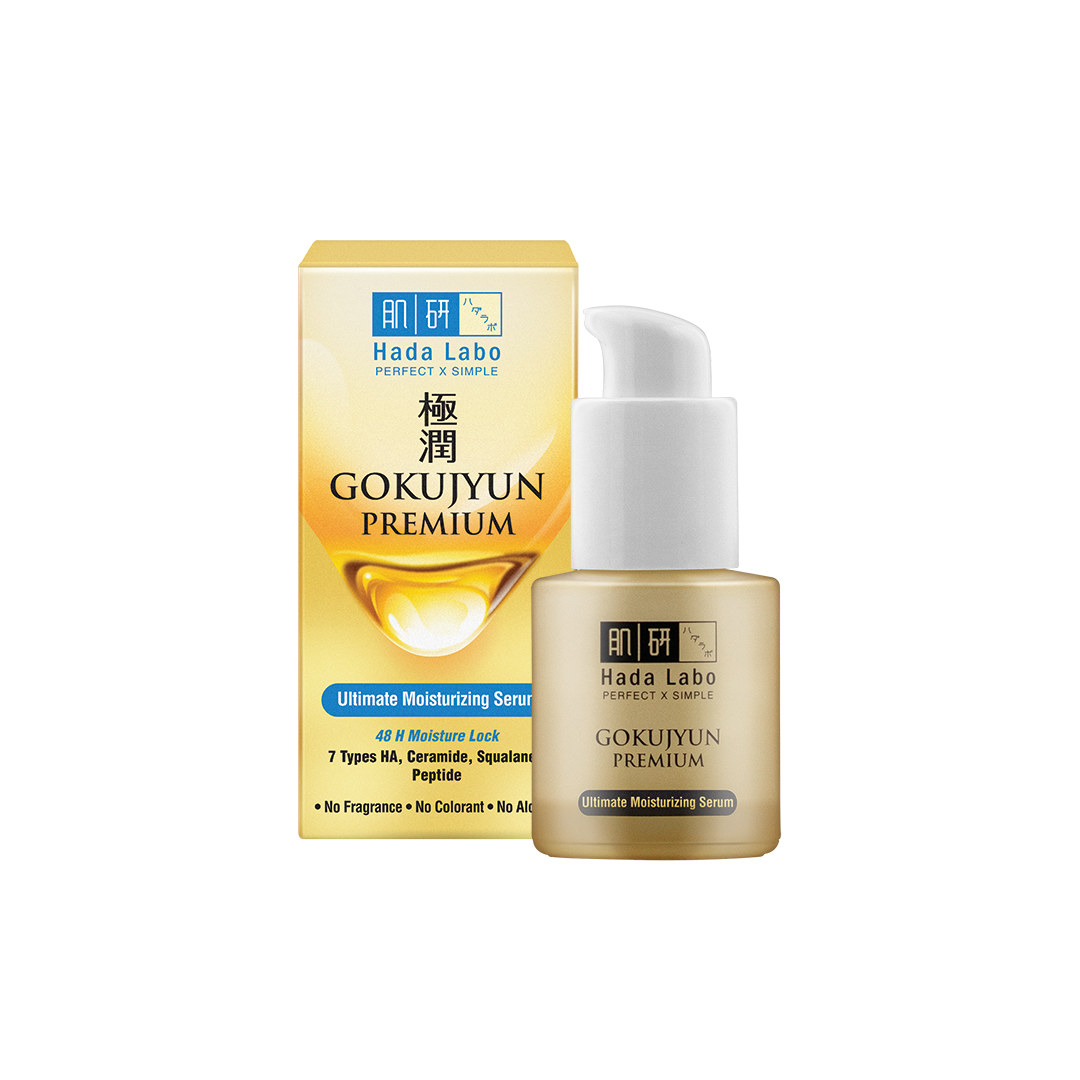 肌研 ハダラボ
Hada Labo
PERFECT X SIMPLE
極潤
GOKUJYUN
PREMIUM
Ultimate Moisturizing Serum
48 H Moisture Lock
7 Types HA, Ceramide, Squalane
Peptide
• No Fragrance • No Colorant • No
肌研 ハダラボ
Hada Labo
PERFECT X SIMPLE
GOKUJYUN
PREMIUM
Ultimate Moisturizing Serum